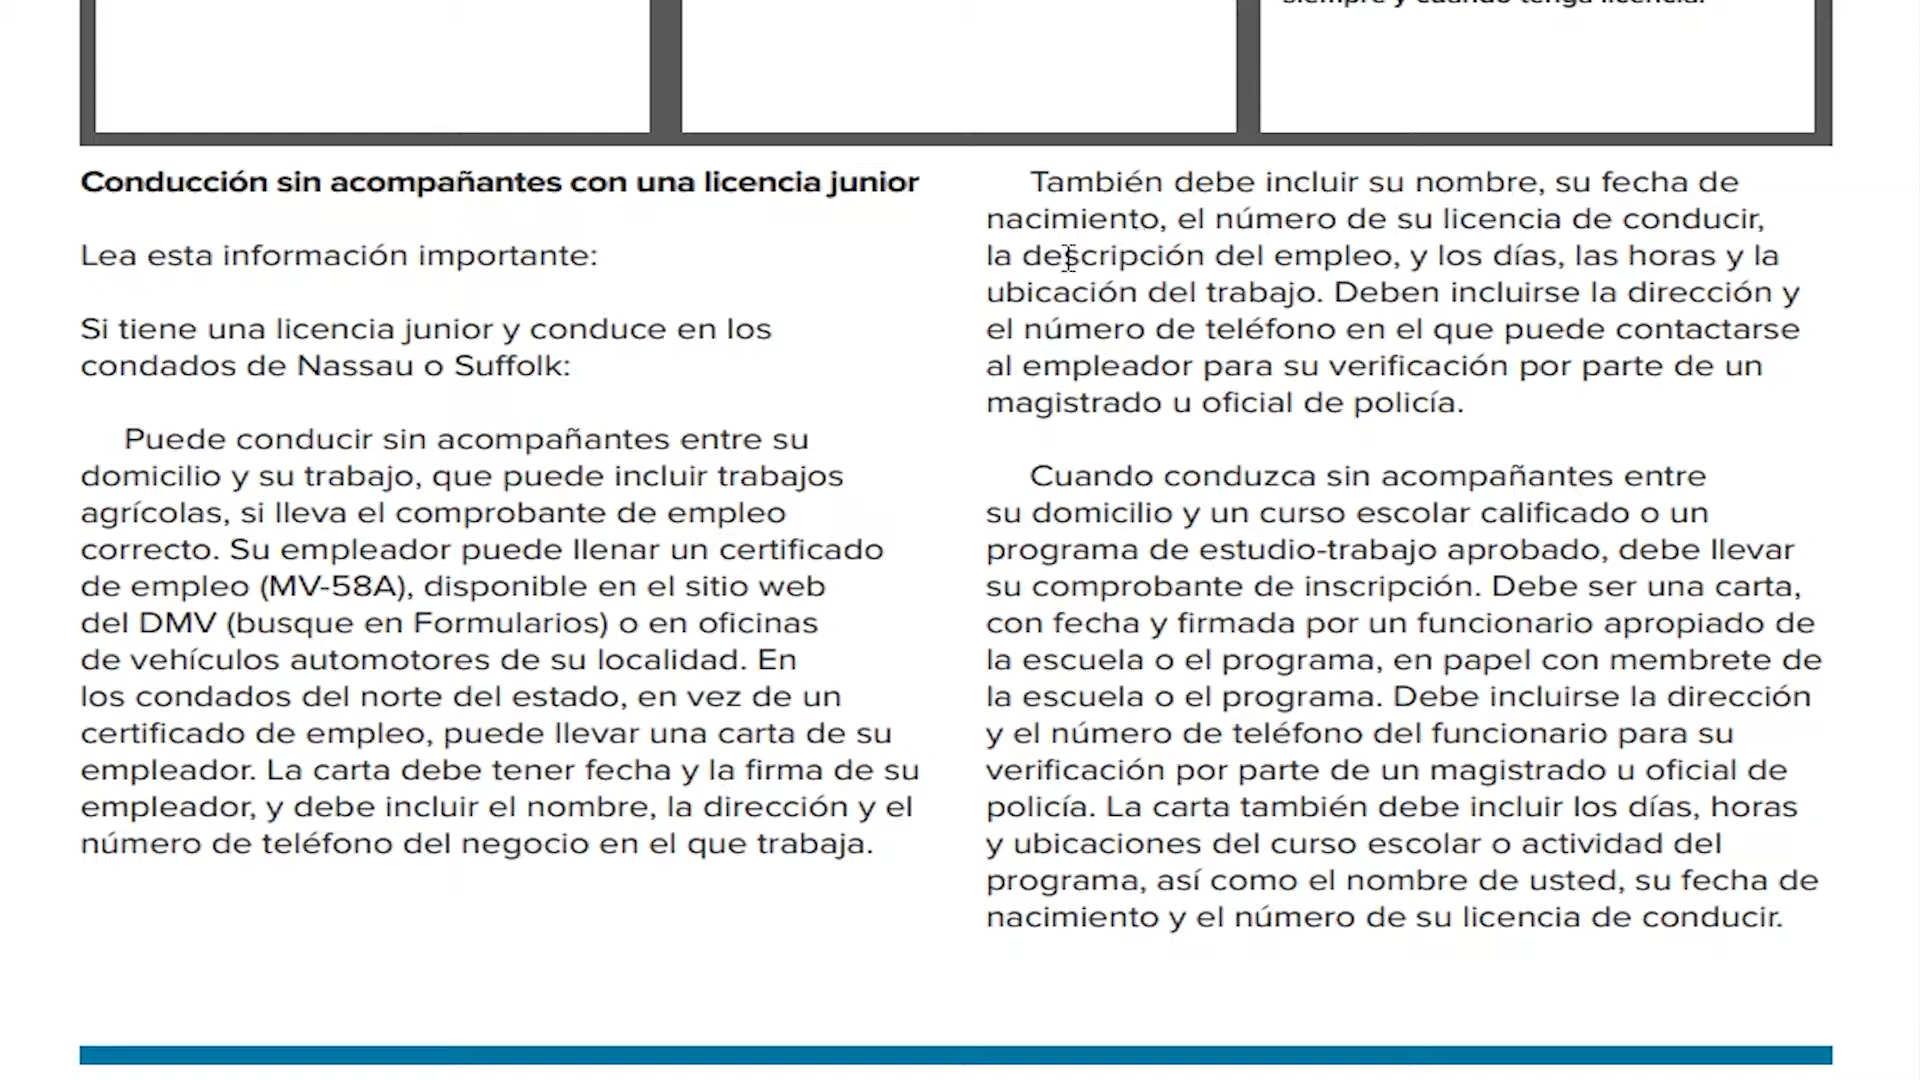 siempre y cuando tenga licencia.
Conducción sin acompañantes con una licencia junior
Lea esta información importante:
Si tiene una licencia junior y conduce en los
condados de Nassau o Suffolk:
Puede conducir sin acompañantes entre su
domicilio y su trabajo, que puede incluir trabajos
agrícolas, si lleva el comprobante de empleo
correcto. Su empleador puede llenar un certificado
de empleo (MV-58A), disponible en el sitio web
del DMV (busque en Formularios) o en oficinas
de vehículos automotores de su localidad. En
los condados del norte del estado, en vez de un
certificado de empleo, puede llevar una carta de su
empleador. La carta debe tener fecha y la firma de su
empleador, y debe incluir el nombre, la dirección y el
número de teléfono del negocio en el que trabaja.
También debe incluir su nombre, su fecha de
nacimiento, el número de su licencia de conducir,
la descripción del empleo, y los días, las horas y la
ubicación del trabajo. Deben incluirse la dirección y
el número de teléfono en el que puede contactarse
al empleador para su verificación por parte de un
magistrado u oficial de policía.
Cuando conduzca sin acompañantes entre
su domicilio y un curso escolar calificado o un
programa de estudio-trabajo aprobado, debe llevar
su comprobante de inscripción. Debe ser una carta,
con fecha y firmada por un funcionario apropiado de
la escuela o el programa, en papel con membrete de
la escuela o el programa. Debe incluirse la dirección
y el número de teléfono del funcionario para su
verificación por parte de un magistrado u oficial de
policía. La carta también debe incluir los días, horas
y ubicaciones del curso escolar o actividad del
programa, así como el nombre de usted, su fecha de
nacimiento y el número de su licencia de conducir.